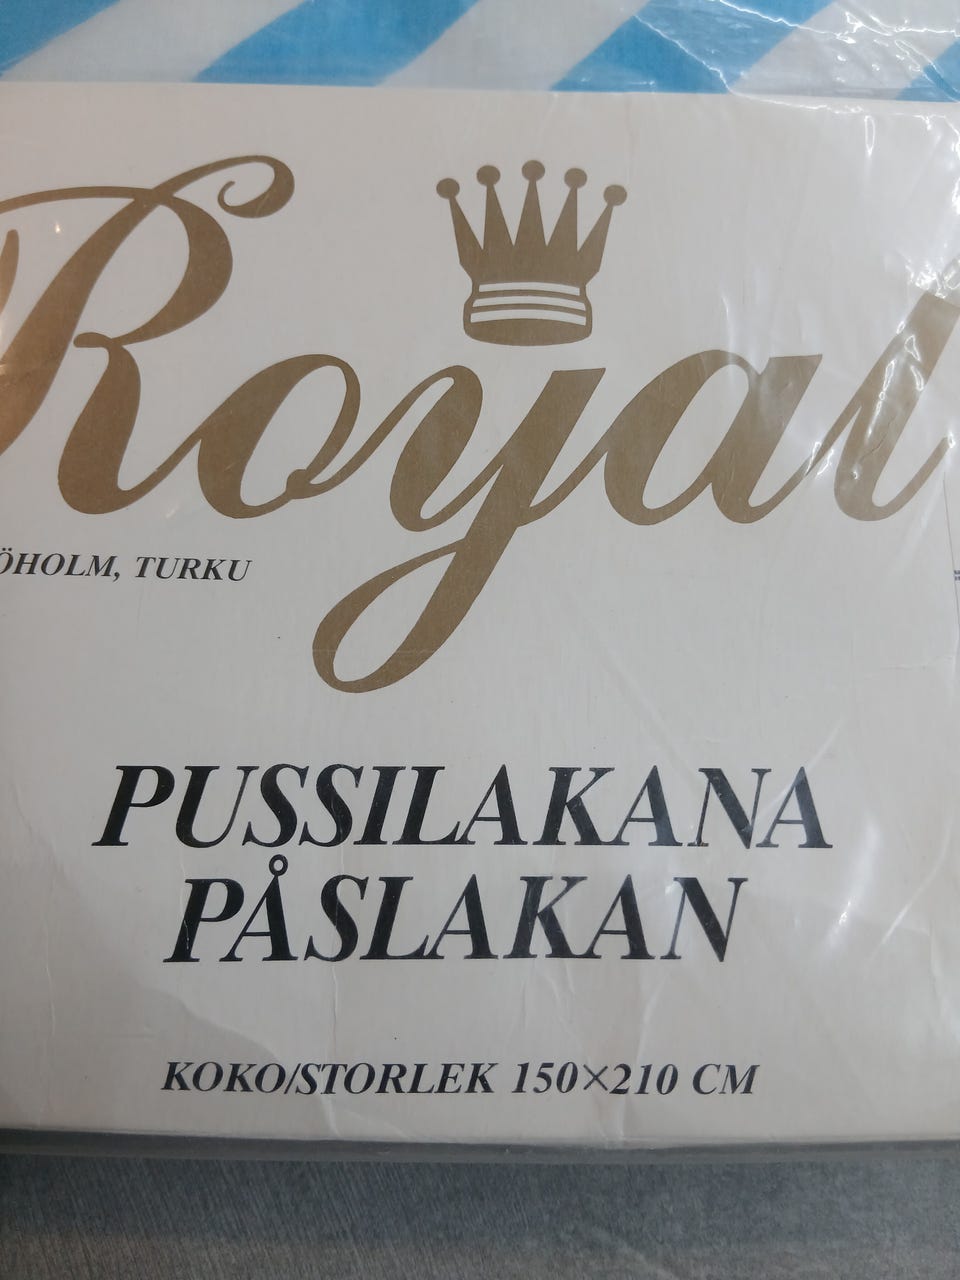 Royal
ÖHOLM, TURKU
PUSSILAKANA
PÅSLAKAN
KOKO/STORLEK 150×210 CM